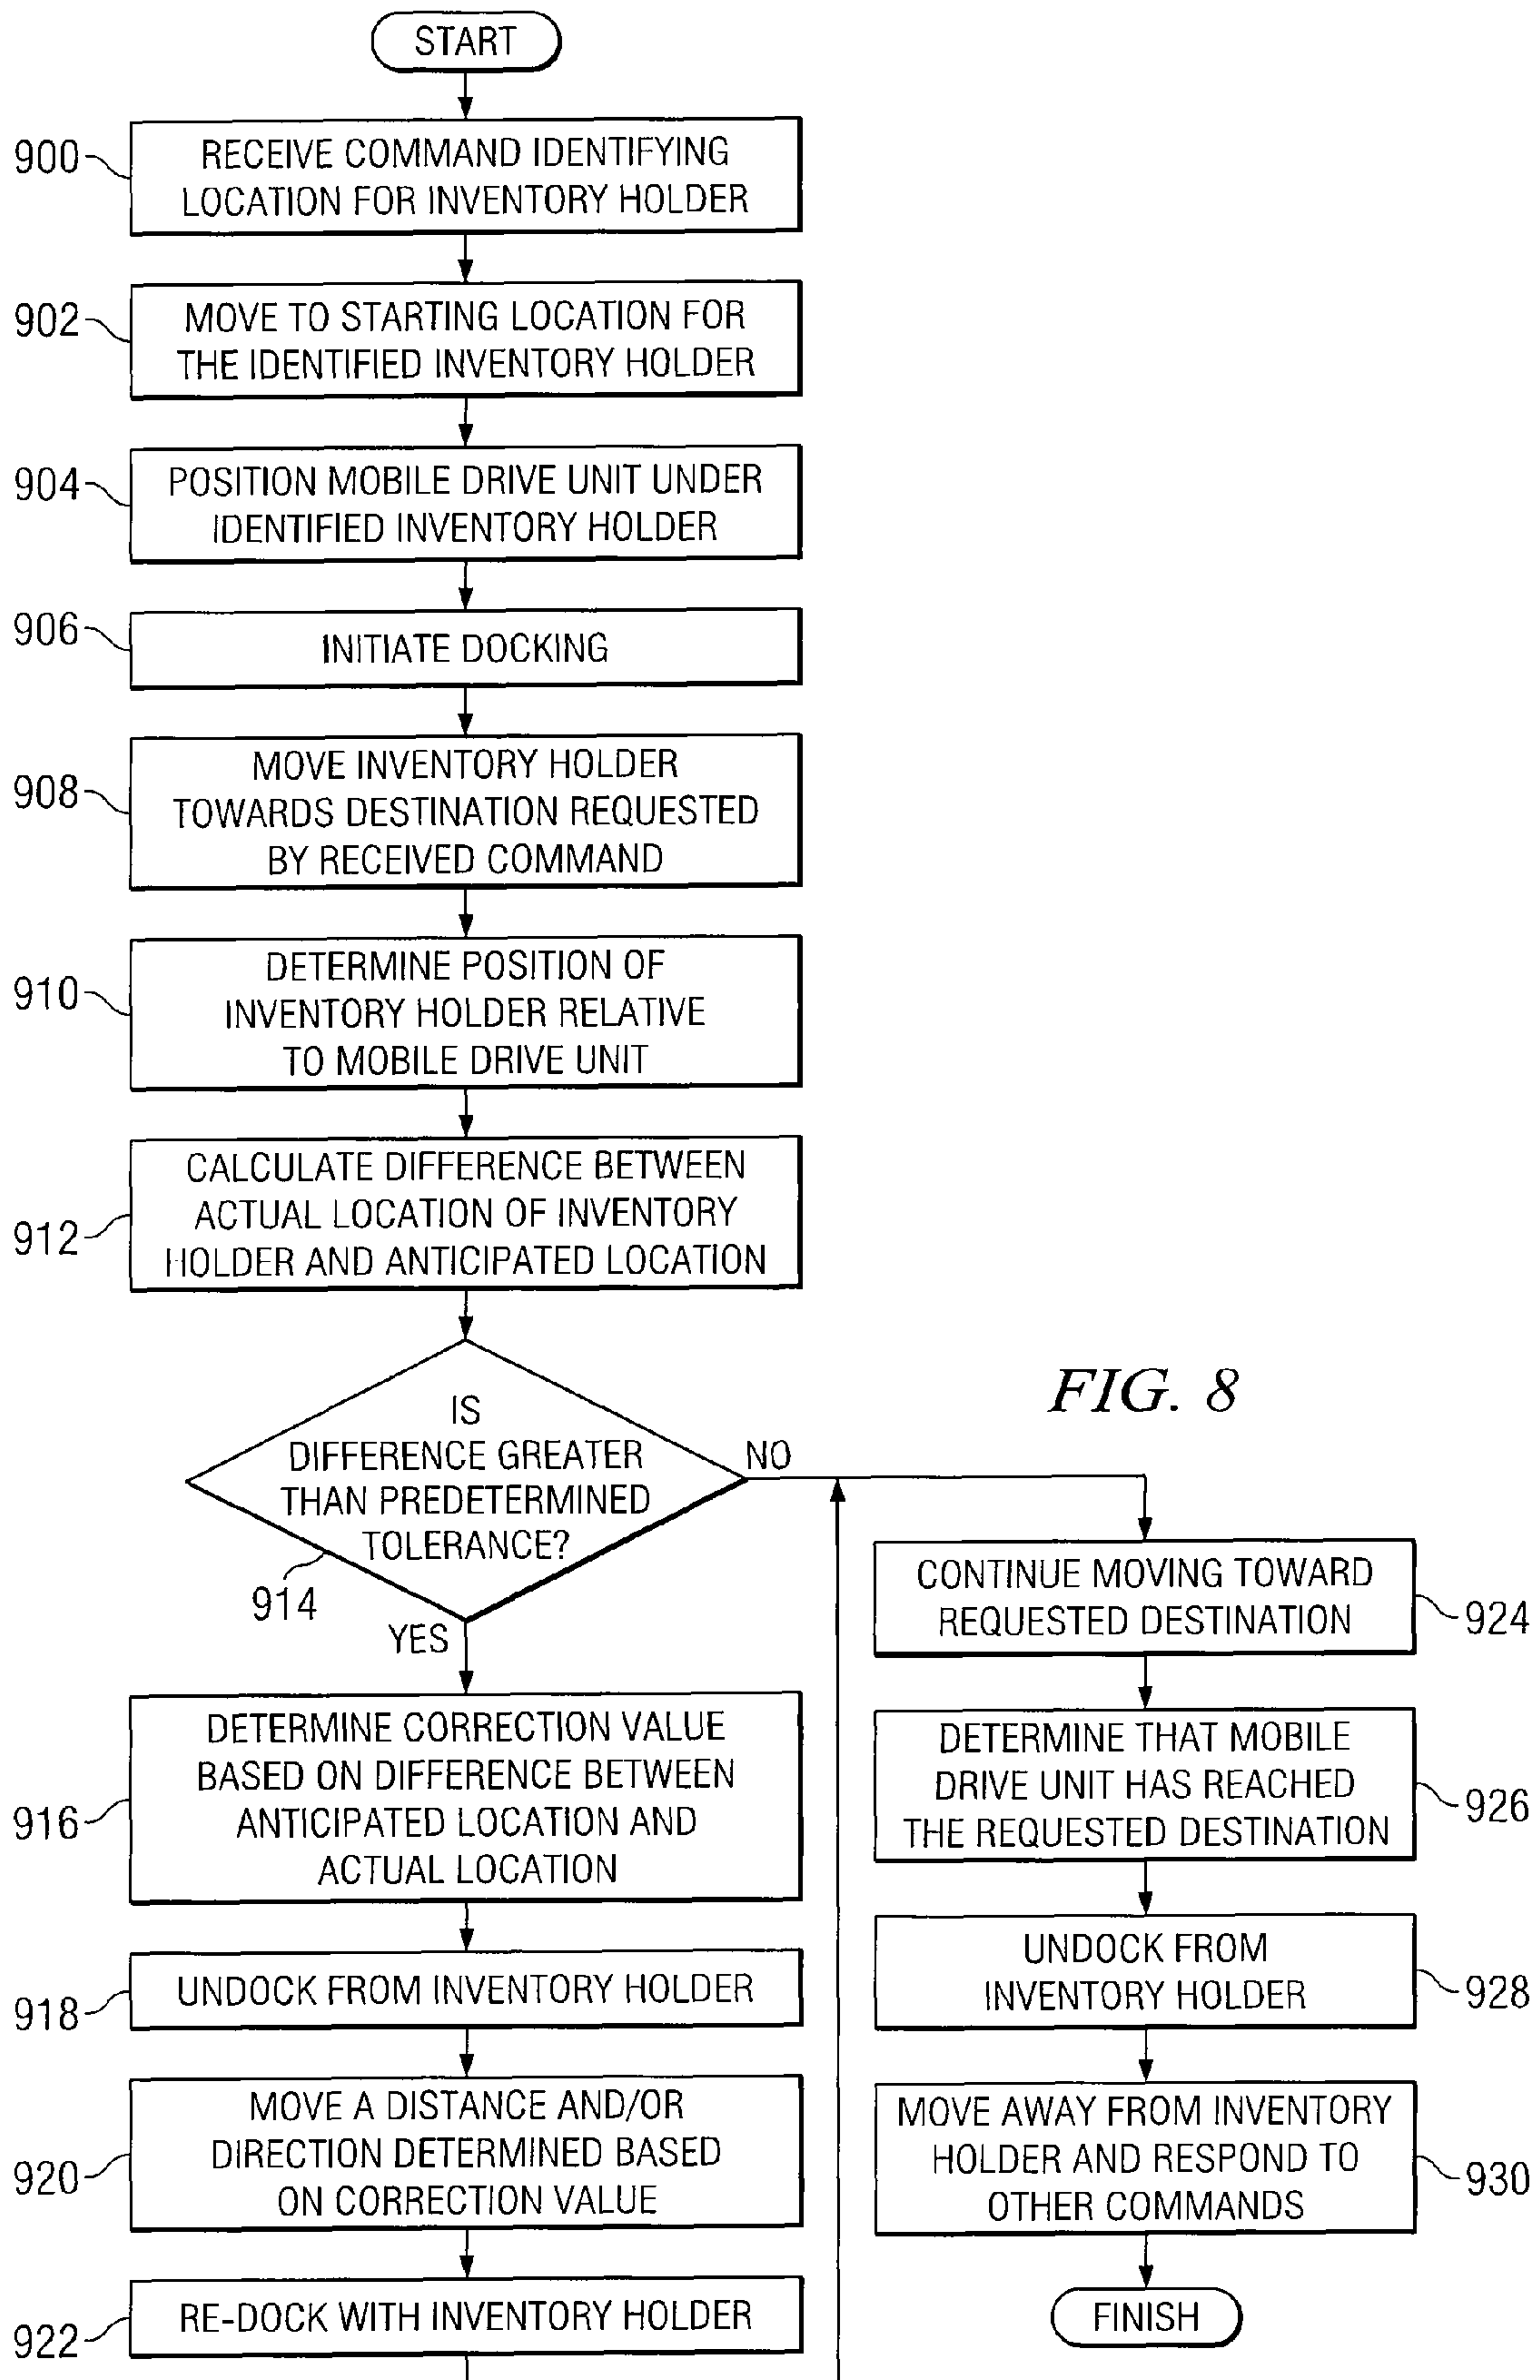 START
900
RECEIVE COMMAND IDENTIFYING
LOCATION FOR INVENTORY HOLDER
902
MOVE TO STARTING LOCATION FOR
THE IDENTIFIED INVENTORY HOLDER
904
POSITION MOBILE DRIVE UNIT UNDER
IDENTIFIED INVENTORY HOLDER
906
INITIATE DOCKING
908
MOVE INVENTORY HOLDER
TOWARDS DESTINATION REQUESTED
BY RECEIVED COMMAND
910
DETERMINE POSITION OF
INVENTORY HOLDER RELATIVE
TO MOBILE DRIVE UNIT
912
CALCULATE DIFFERENCE BETWEEN
ACTUAL LOCATION OF INVENTORY
HOLDER AND ANTICIPATED LOCATION
FIG. 8
IS
DIFFERENCE GREATER
THAN PREDETERMINED
TOLERANCE?
914
NO
YES
916
DETERMINE CORRECTION VALUE
BASED ON DIFFERENCE BETWEEN
ANTICIPATED LOCATION AND
ACTUAL LOCATION
918
UNDOCK FROM INVENTORY HOLDER
920
MOVE A DISTANCE AND/OR
DIRECTION DETERMINED BASED
ON CORRECTION VALUE
922
RE-DOCK WITH INVENTORY HOLDER
CONTINUE MOVING TOWARD
REQUESTED DESTINATION
924
DETERMINE THAT MOBILE
DRIVE UNIT HAS REACHED
THE REQUESTED DESTINATION
926
UNDOCK FROM
INVENTORY HOLDER
928
MOVE AWAY FROM INVENTORY
HOLDER AND RESPOND TO
OTHER COMMANDS
930
FINISH